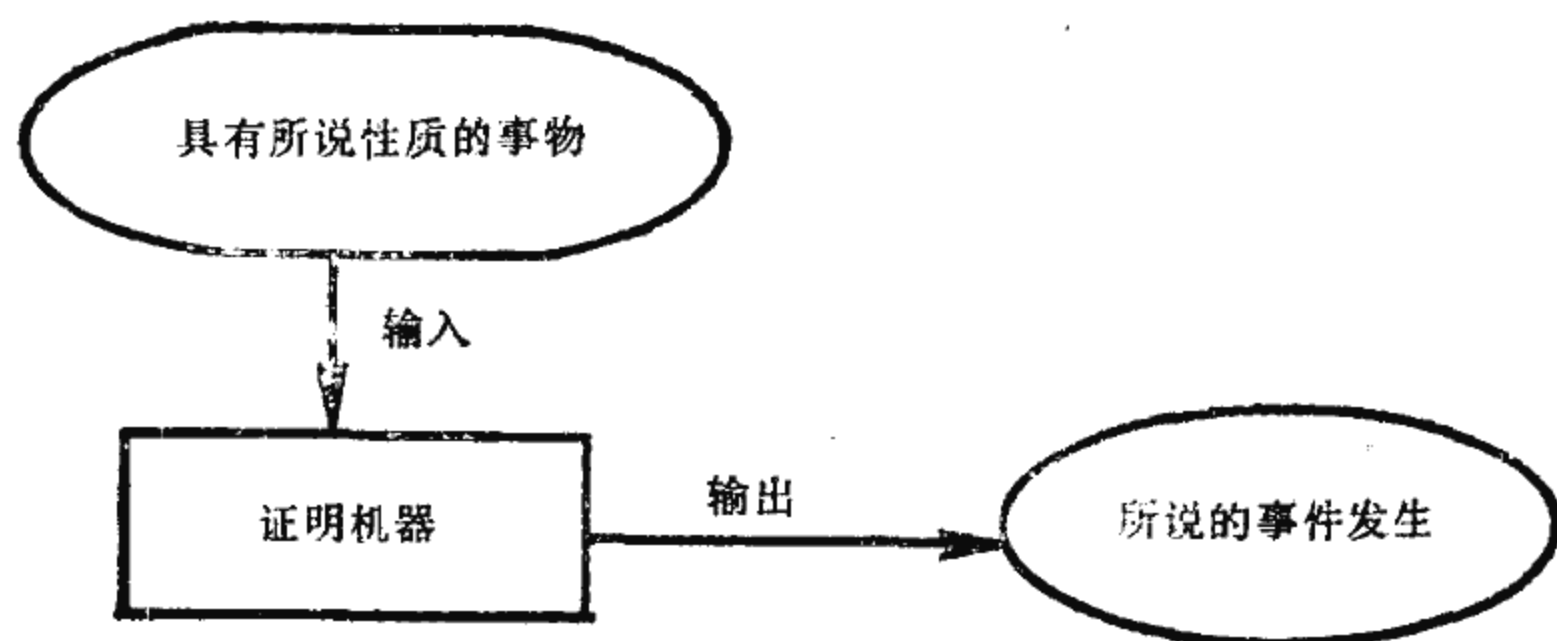 具有所说性质的事物
输入
证明机器
输出
所说的事件发生